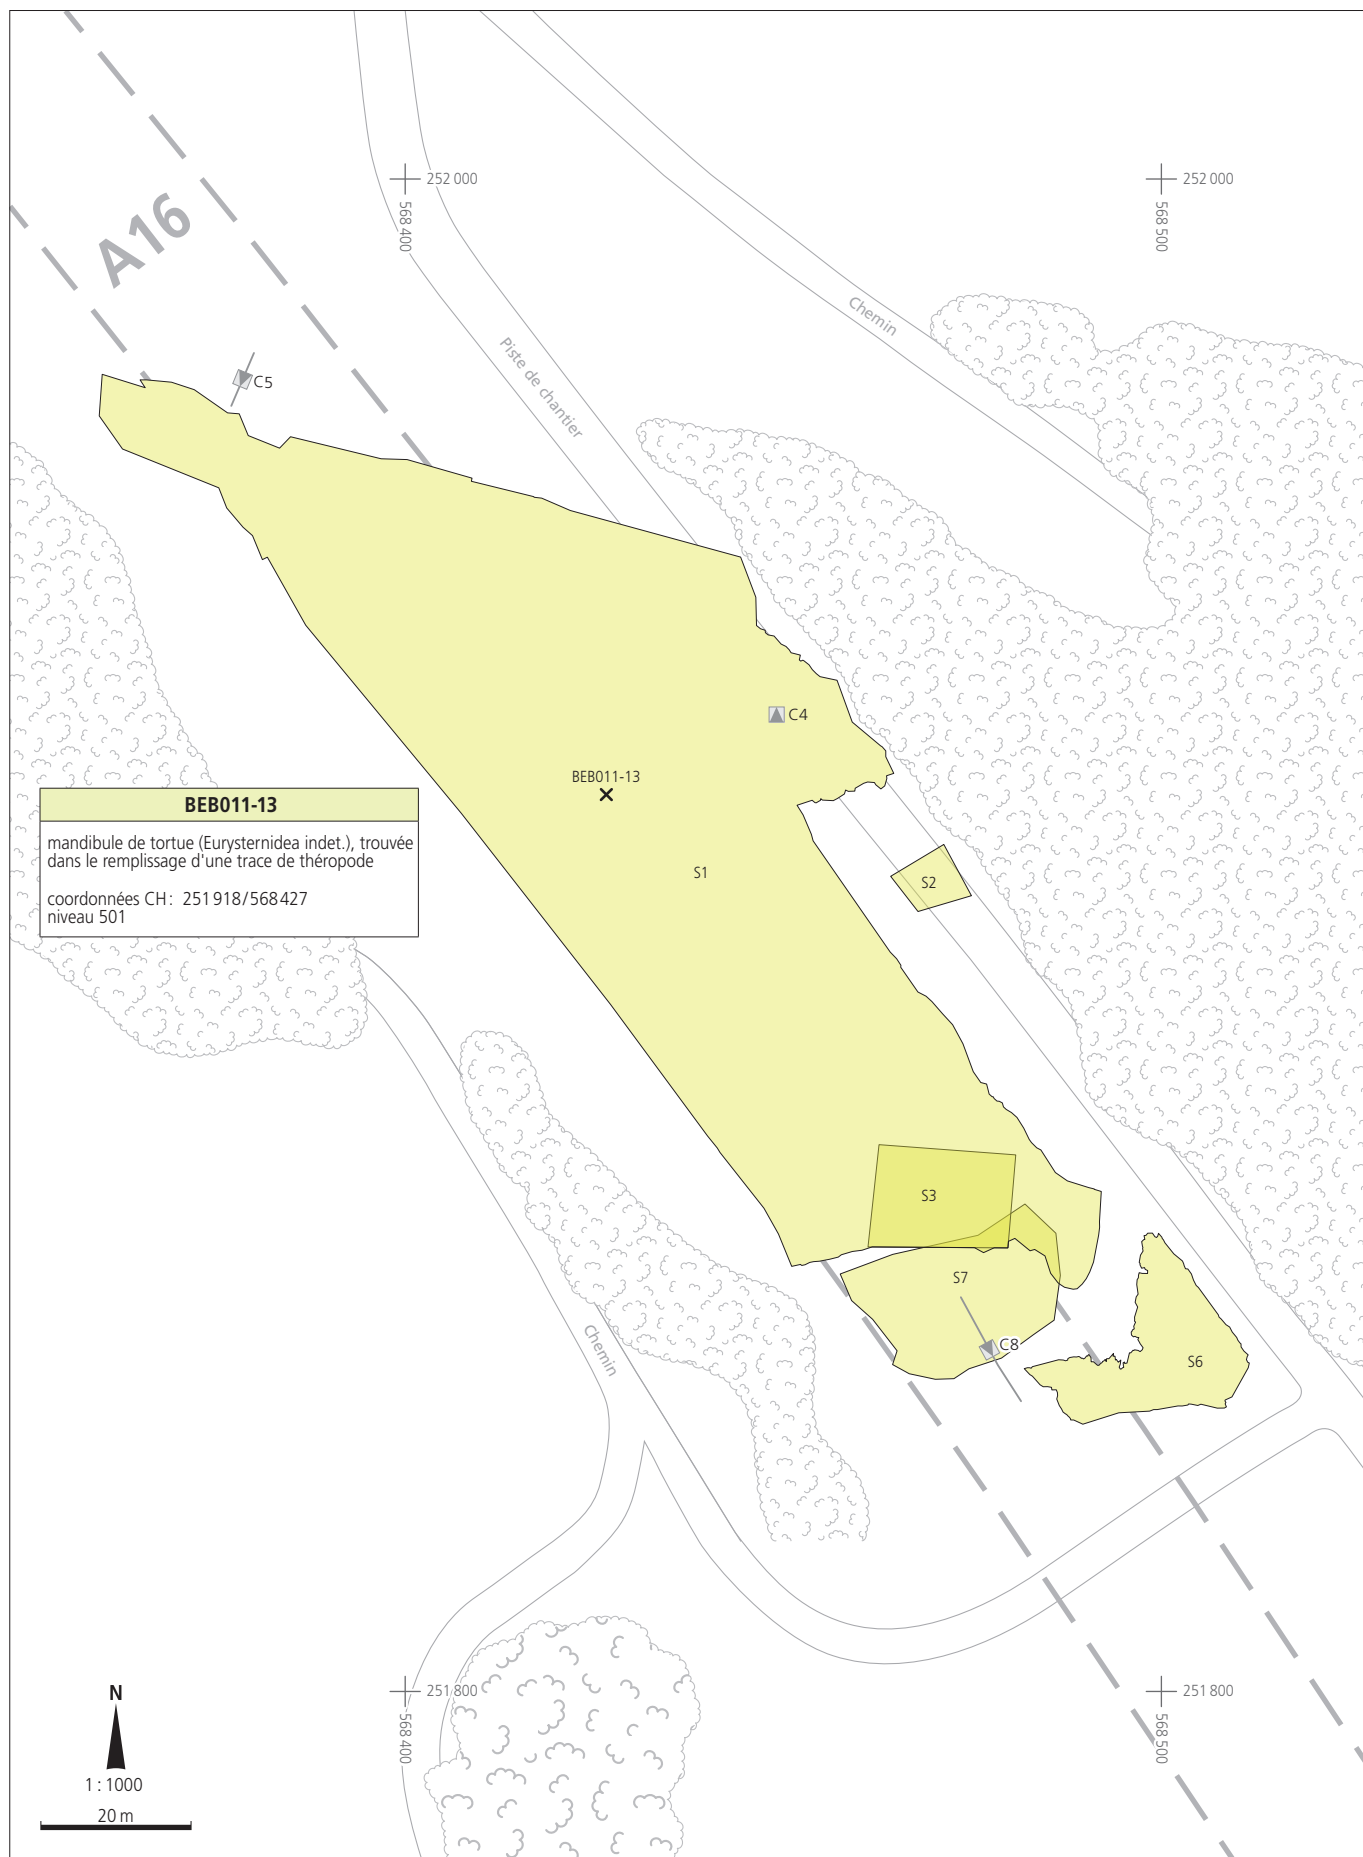 A16
252 000
568 400
252 000
568 500
Chemin
Piste de chantier
C5
C4
BEB011-13
BEB011-13
mandibule de tortue (Eurysternidea indet.), trouvée
dans le remplissage d'une trace de théropode
coordonnées CH: 251 918/568 427
niveau 501
S1
S2
S3
S7
C8
S6
Chemin
251 800
568 400
251 800
568 500
N
1 : 1000
20 m